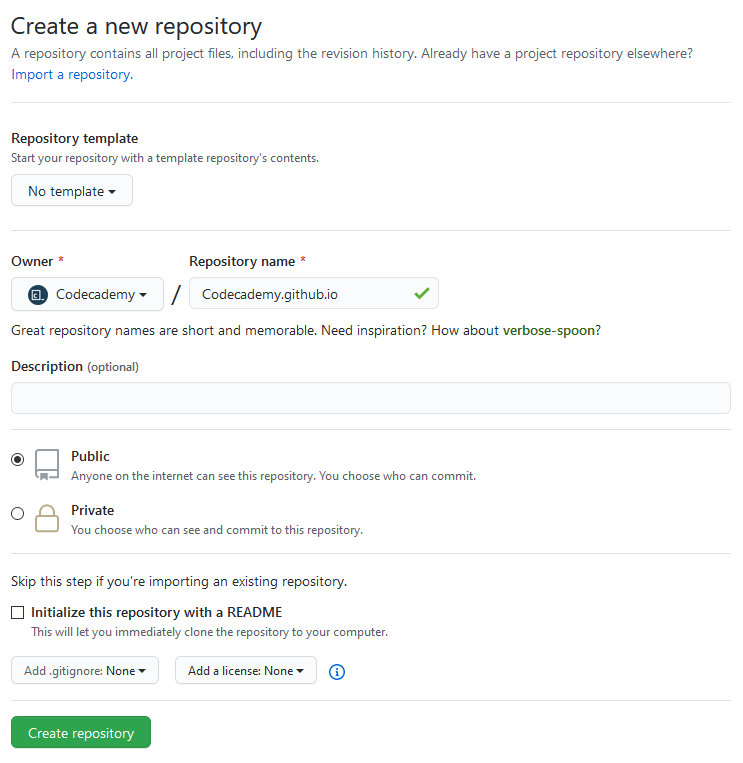 Create a new repository
A repository contains all project files, including the revision history. Already have a project repository elsewhere?
Import a repository.
Repository template
Start your repository with a template repository's contents.
No template
Owner *
Repository name *
Codecademy
/
Codecademy.github.io
Great repository names are short and memorable. Need inspiration? How about verbose-spoon?
Description (optional)
Public
Anyone on the internet can see this repository. You choose who can commit.
Private
You choose who can see and commit to this repository.
Skip this step if you’re importing an existing repository.
Initialize this repository with a README
This will let you immediately clone the repository to your computer.
Add .gitignore: None
Add a license: None
Create repository